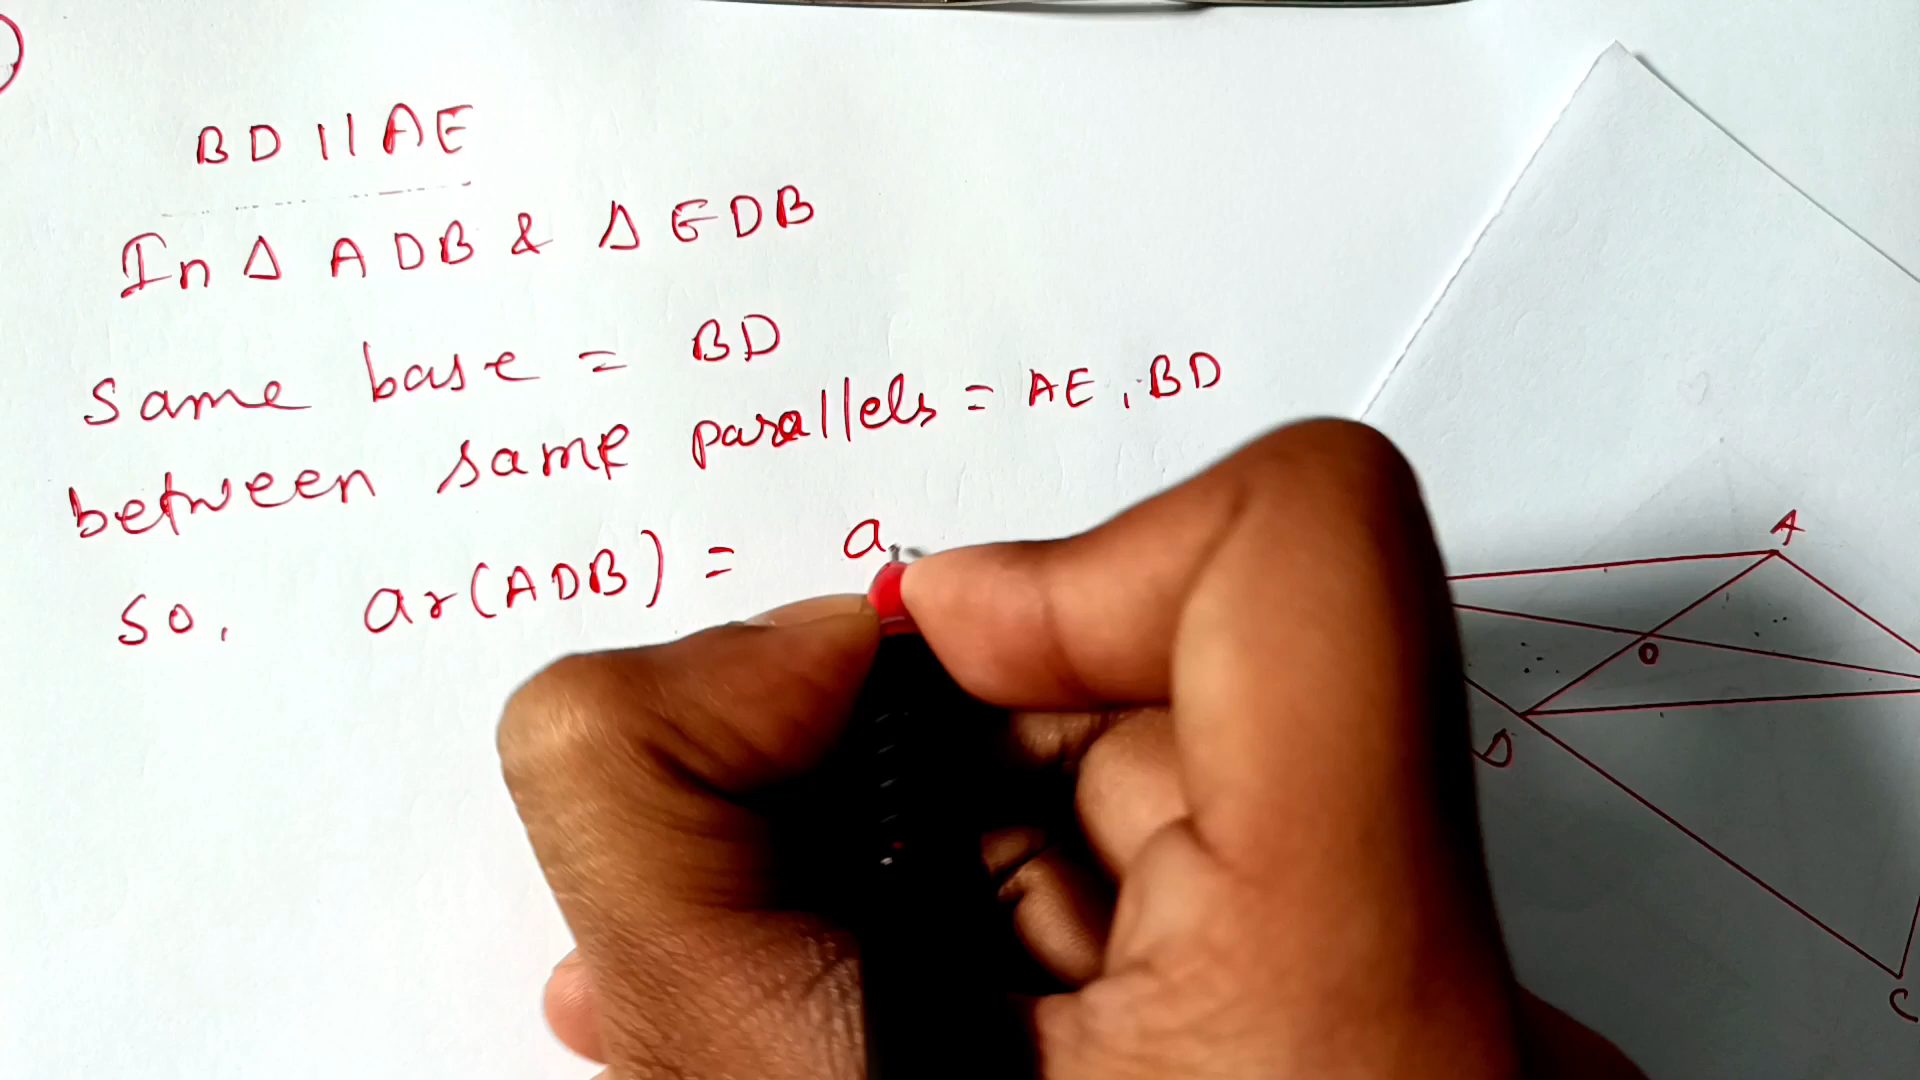 BD || AE
In Δ ADB & Δ EDB
Same base = BD
between same parallels = AE, BD
So, ar(ADB) = a
A
O
D
C